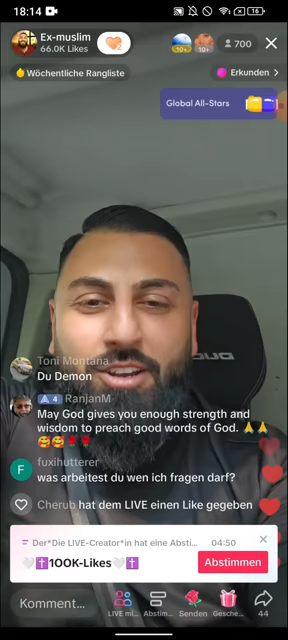 18:14
16
Ex-muslim
66.0K Likes
10+
10+
700
Wöchentliche Rangliste
Erkunden
Global All-Stars
Toni Montana
Du Demon
4 RanjanM
May God gives you enough strength and
wisdom to preach good words of God. 🙏🙏
🥰🥰🌹🌹
F
fuxihutterer
was arbeitest du wen ich fragen darf?
Cherub hat dem LIVE einen Like gegeben
Der*Die LIVE-Creator*in hat eine Absti...
04:50
🤍✝️100K-Likes🤍✝️
Abstimmen
Komment...
LIVE mi...
Abstim...
Senden
Gesche...
44